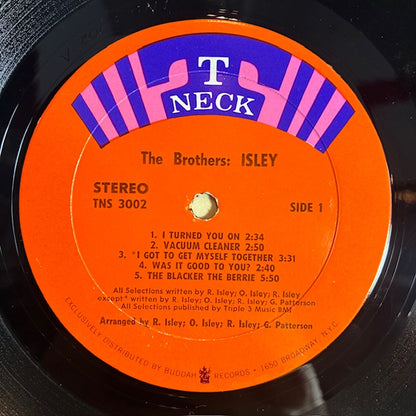 T
NECK
The Brothers: ISLEY
STEREO
TNS 3002
SIDE 1
1. I TURNED YOU ON 2:34
2. VACUUM CLEANER 2:50
3. *I GOT TO GET MYSELF TOGETHER 3:31
4. WAS IT GOOD TO YOU? 2:40
5. THE BLACKER THE BERRIE 5:50
All Selections written by R. Isley; O. Isley; R. Isley
except* written by R. Isley; O. Isley; R. Isley; G. Patterson
All Selections published by Triple 3 Music BMI
Arranged by R. Isley; O. Isley; R. Isley; G. Patterson
EXCLUSIVELY DISTRIBUTED BY BUDDAH RECORDS • 1650 BROADWAY, N.Y.C.